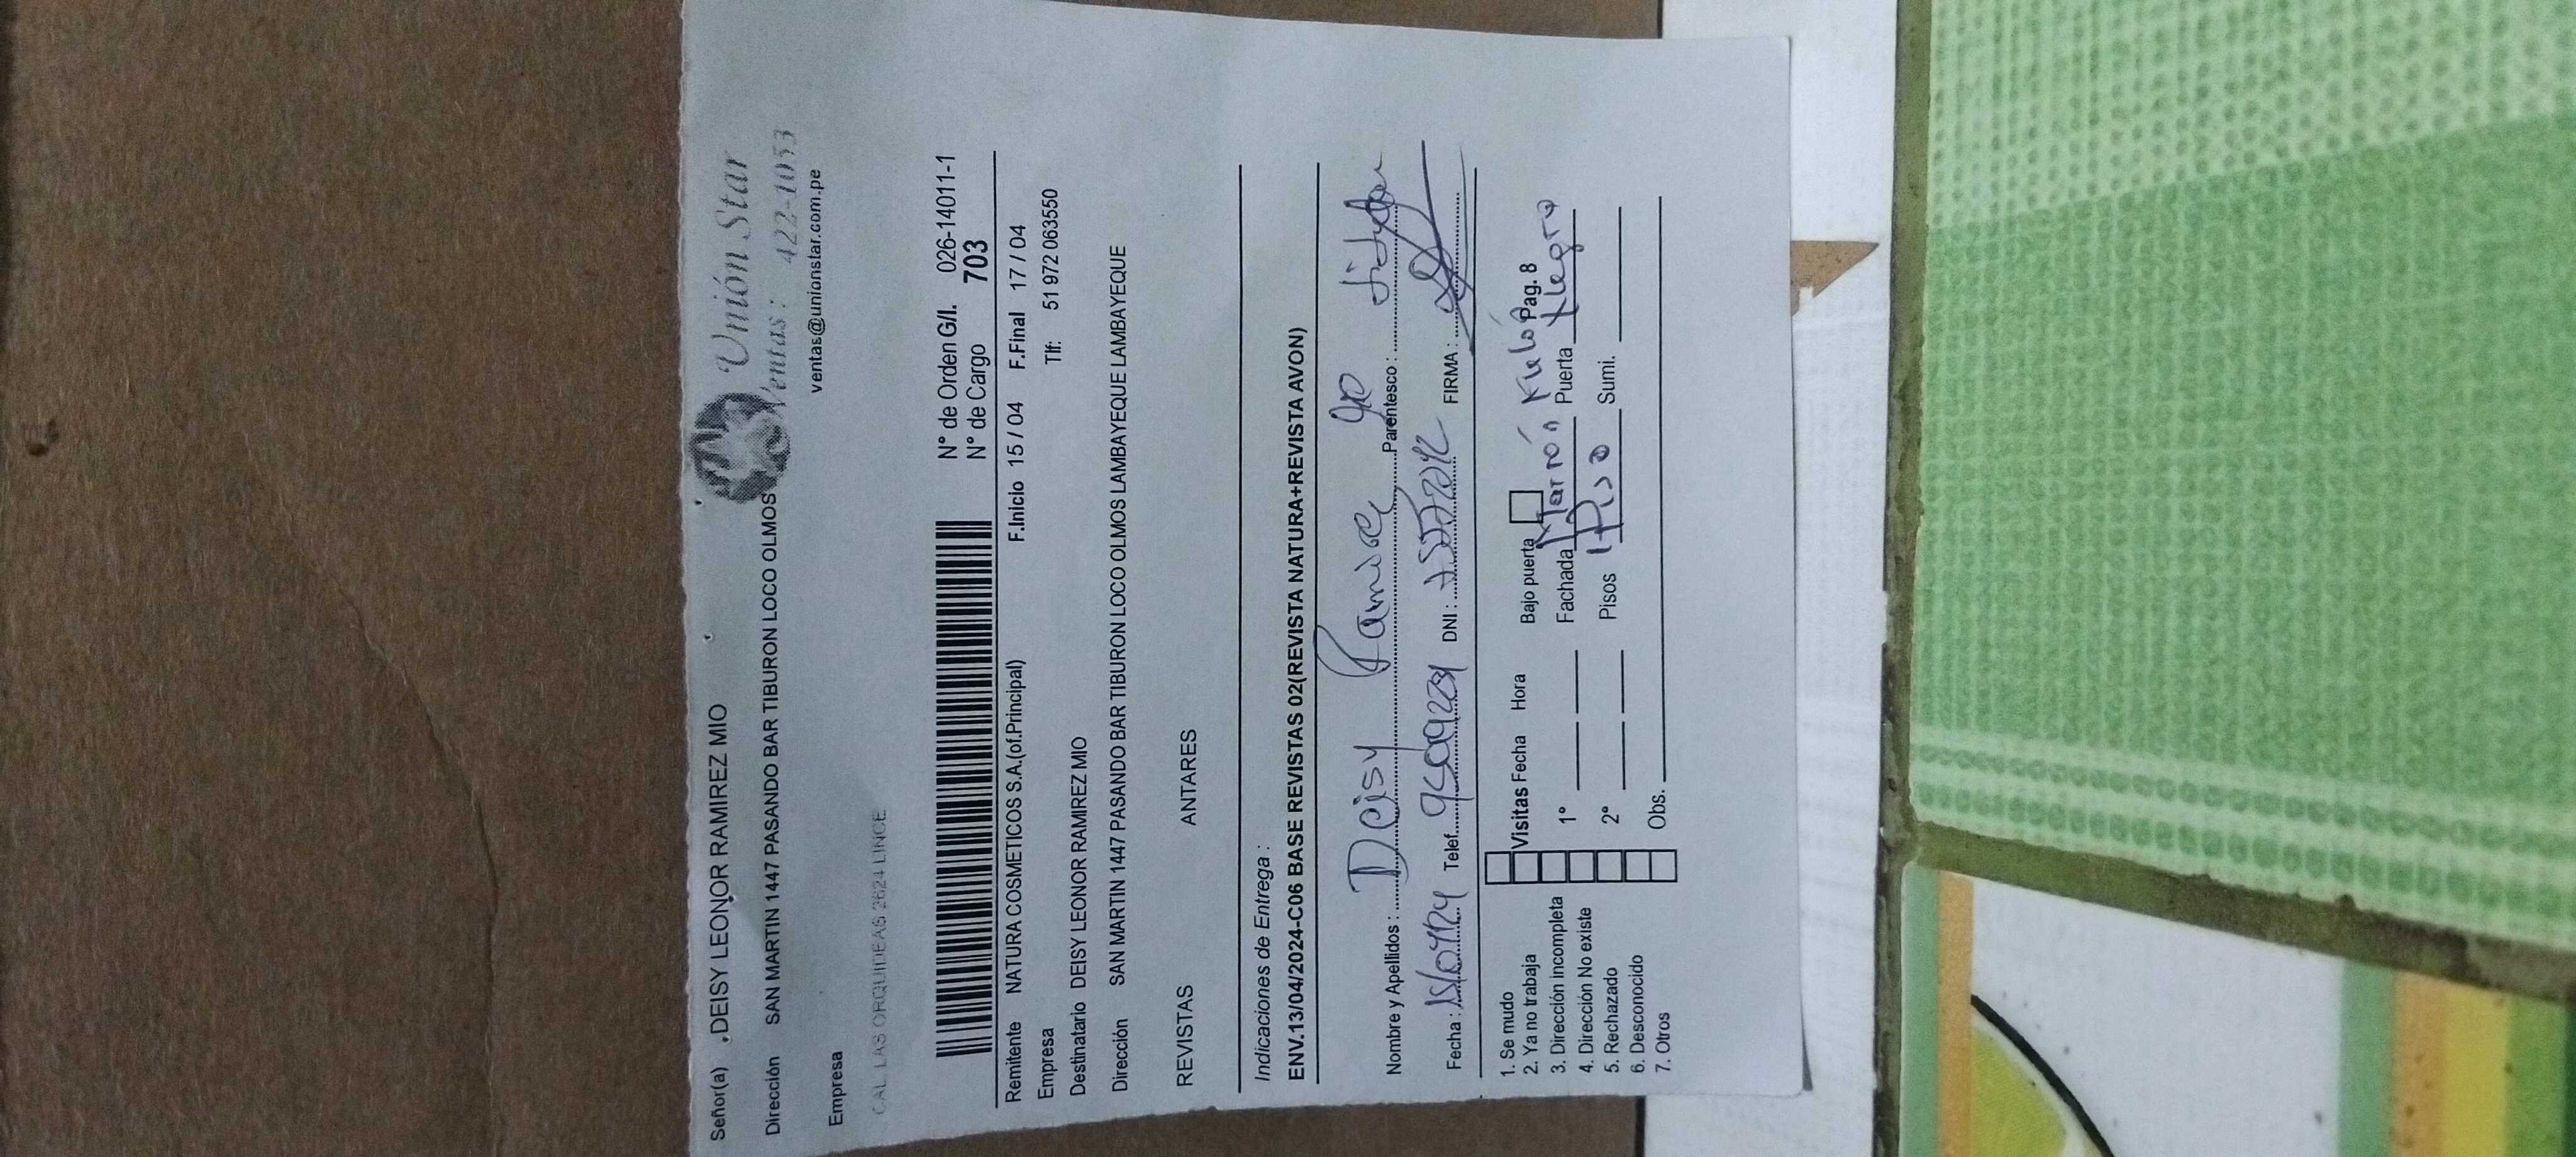 Señor(a) DEISY LEONOR RAMIREZ MIO
Unión Star
Dirección SAN MARTIN 1447 PASANDO BAR TIBURON LOCO OLMOS
Ventas: 422-1053
ventas@unionstar.com.pe
Empresa
CAL. LAS ORQUIDEAS 2624 LINCE
N° de Orden G/I. 026-14011-1
N° de Cargo 703
Remitente NATURA COSMETICOS S.A.(of.Principal) F.Inicio 15 / 04 F.Final 17 / 04
Empresa Tlf: 51 972 063550
Destinatario DEISY LEONOR RAMIREZ MIO
Dirección SAN MARTIN 1447 PASANDO BAR TIBURON LOCO OLMOS LAMBAYEQUE LAMBAYEQUE
REVISTAS ANTARES
Indicaciones de Entrega :
ENV.13/04/2024-C06 BASE REVISTAS 02(REVISTA NATURA+REVISTA AVON)
Nombre y Apellidos : Deisy Parentesco :
Fecha : Telef. DNI : FIRMA :
1. Se mudo
2. Ya no trabaja
3. Dirección incompleta
4. Dirección No existe
5. Rechazado
6. Desconocido
7. Otros
Visitas Fecha Hora Bajo puerta Pag. 8
1° Fachada Marrón Puerta Negro
2° Pisos 1 Piso Sumi.
Obs.